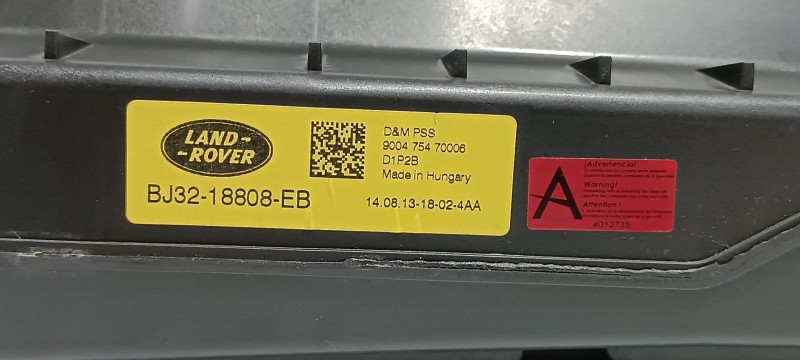 LAND-
-ROVER
BJ32-18808-EB
D&M PSS
9004 754 70006
D1P2B
Made in Hungary
14.08.13-18-02-4AA
A
¡Advertencia!
Warning!
Attention !
#012735